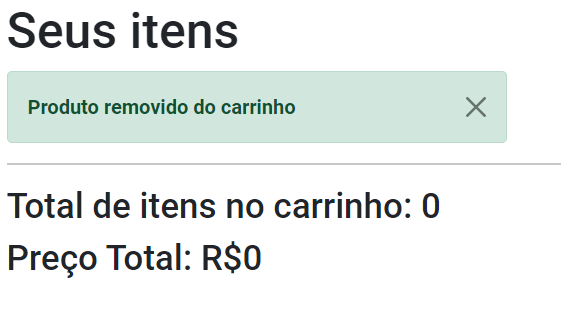 Seus itens
Produto removido do carrinho
Total de itens no carrinho: 0
Preço Total: R$0